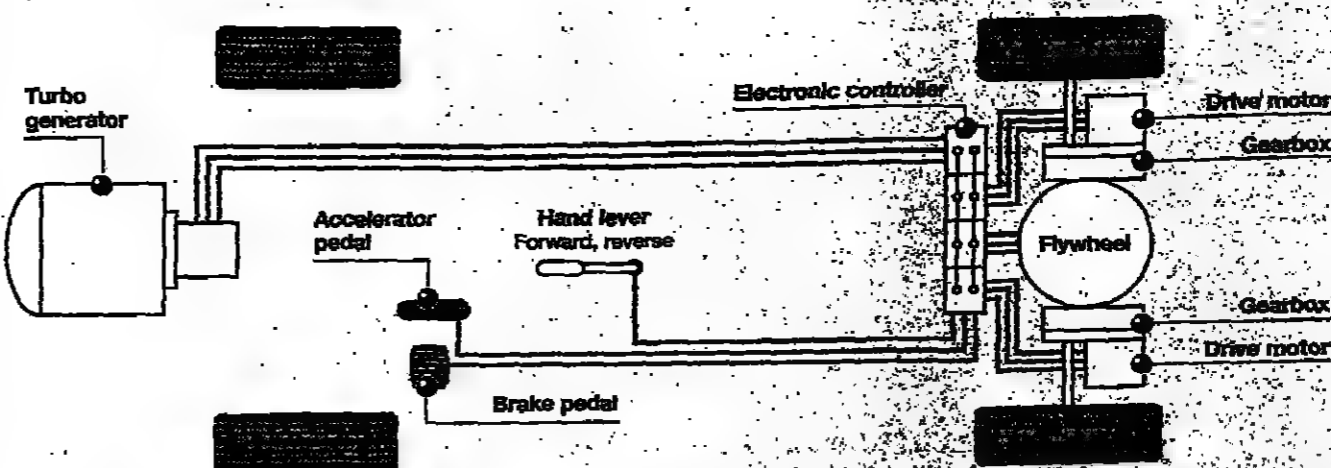 Turbo
generator
Electronic controller
Drive motor
Gearbox
Accelerator
pedal
Hand lever
Forward, reverse
Flywheel
Gearbox
Drive motor
Brake pedal